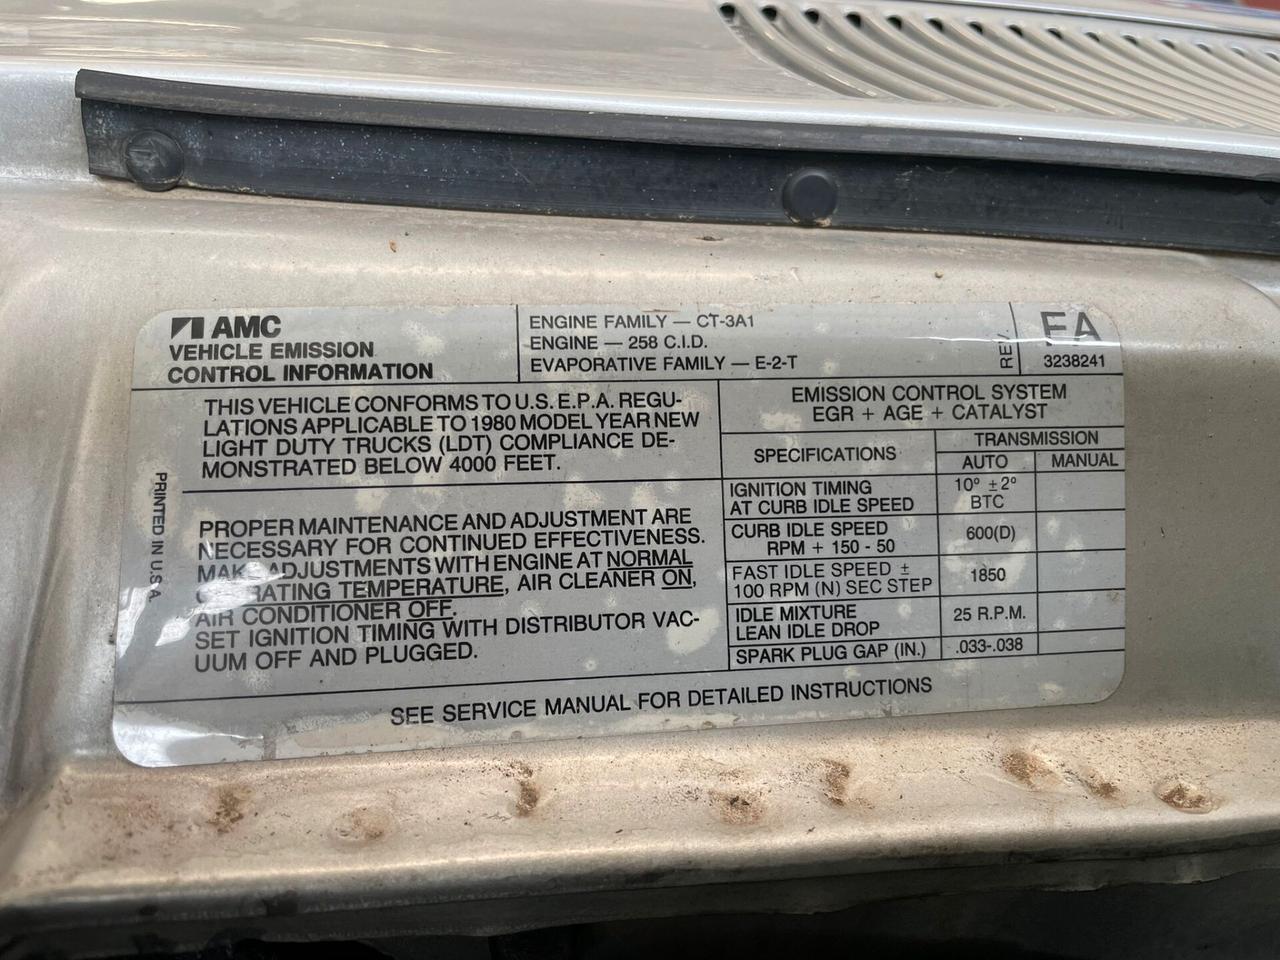 AMC
VEHICLE EMISSION
CONTROL INFORMATION
ENGINE FAMILY — CT-3A1
ENGINE — 258 C.I.D.
EVAPORATIVE FAMILY — E-2-T
REV.
EA
3238241
THIS VEHICLE CONFORMS TO U.S. E.P.A. REGU-
LATIONS APPLICABLE TO 1980 MODEL YEAR NEW
LIGHT DUTY TRUCKS (LDT) COMPLIANCE DE-
MONSTRATED BELOW 4000 FEET.
PROPER MAINTENANCE AND ADJUSTMENT ARE
NECESSARY FOR CONTINUED EFFECTIVENESS.
MAKE ADJUSTMENTS WITH ENGINE AT NORMAL
OPERATING TEMPERATURE, AIR CLEANER ON,
AIR CONDITIONER OFF.
SET IGNITION TIMING WITH DISTRIBUTOR VAC-
UUM OFF AND PLUGGED.
PRINTED IN U.S.A.
EMISSION CONTROL SYSTEM
EGR + AGE + CATALYST
SPECIFICATIONS
TRANSMISSION
AUTO MANUAL
IGNITION TIMING
AT CURB IDLE SPEED
10° ±2°
BTC
CURB IDLE SPEED
RPM + 150 - 50
600(D)
FAST IDLE SPEED ±
100 RPM (N) SEC STEP
1850
IDLE MIXTURE
LEAN IDLE DROP
25 R.P.M.
SPARK PLUG GAP (IN.)
.033-.038
SEE SERVICE MANUAL FOR DETAILED INSTRUCTIONS